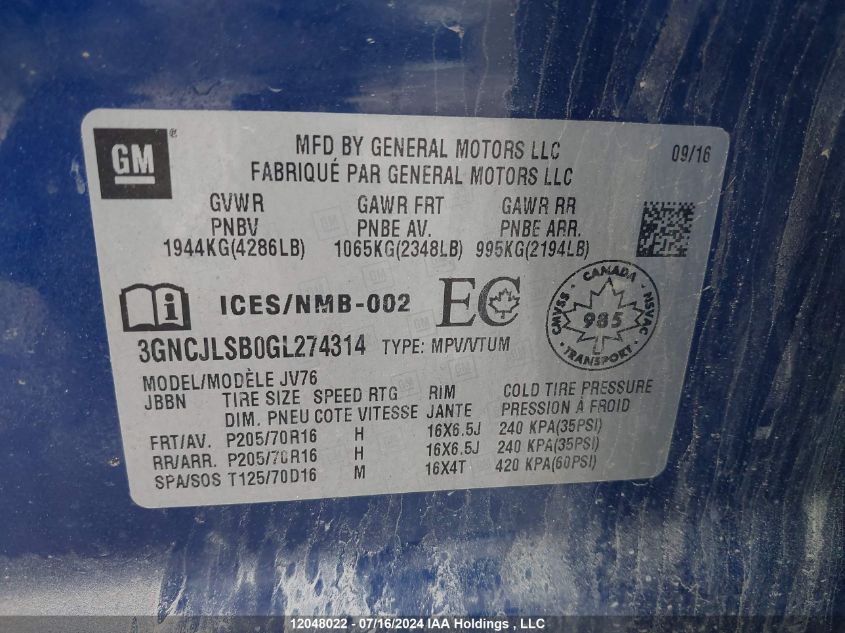 GM ®
MFD BY GENERAL MOTORS LLC
09/16
FABRIQUÉ PAR GENERAL MOTORS LLC
GVWR GAWR FRT GAWR RR
PNBV PNBE AV. PNBE ARR.
1944KG(4286LB) 1065KG(2348LB) 995KG(2194LB)
i ICES/NMB-002 EC
CANADA
CMVSS 985 NSVAC
TRANSPORT
3GNCJLSB0GL274314 TYPE: MPV/VTUM
MODEL/MODÈLE JV76
JBBN TIRE SIZE SPEED RTG RIM COLD TIRE PRESSURE
DIM. PNEU COTE VITESSE JANTE PRESSION À FROID
FRT/AV. P205/70R16 H 16X6.5J 240 KPA(35PSI)
RR/ARR. P205/70R16 H 16X6.5J 240 KPA(35PSI)
SPA/SOS T125/70D16 M 16X4T 420 KPA(60PSI)
12048022 - 07/16/2024 IAA Holdings, LLC